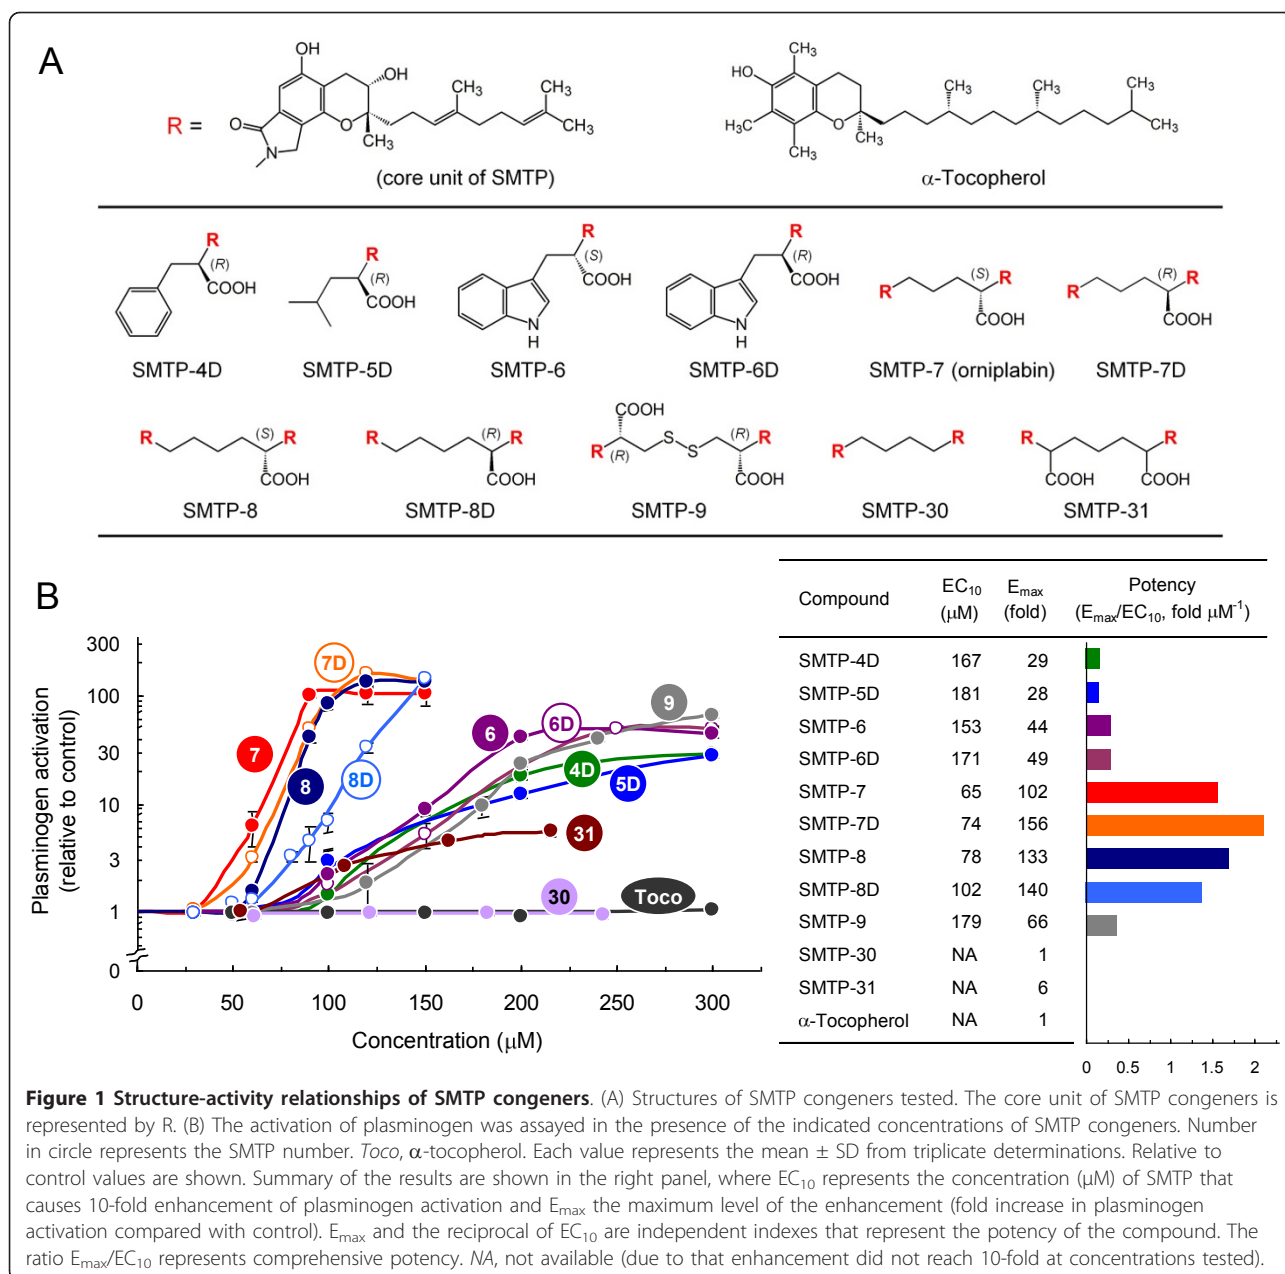 A
OH
OH
CH3
CH3
R =
O
O
N
CH3
CH3
(core unit of SMTP)
CH3
HO
CH3
CH3
H3C
O
CH3
CH3
CH3
α-Tocopherol
R
(R)
COOH
SMTP-4D
R
(R)
COOH
SMTP-5D
R
(S)
COOH
N
H
SMTP-6
R
(R)
COOH
N
H
SMTP-6D
R
(S)
R
COOH
SMTP-7 (orniplabin)
R
(R)
R
COOH
SMTP-7D
R
(S)
R
COOH
SMTP-8
R
(R)
R
COOH
SMTP-8D
COOH
R
(R)
S
S
(R)
R
COOH
SMTP-9
R
R
SMTP-30
R
R
COOH COOH
SMTP-31
B
Plasminogen activation
(relative to control)
300
100
30
10
3
1
0
0 50 100 150 200 250 300
Concentration (μM)
7D
7
8
8D
6
6D
9
4D
5D
31
30
Toco
Compound EC10 (μM) Emax (fold) Potency (Emax/EC10, fold μM-1)
SMTP-4D 167 29
SMTP-5D 181 28
SMTP-6 153 44
SMTP-6D 171 49
SMTP-7 65 102
SMTP-7D 74 156
SMTP-8 78 133
SMTP-8D 102 140
SMTP-9 179 66
SMTP-30 NA 1
SMTP-31 NA 6
α-Tocopherol NA 1
0 0.5 1 1.5 2
Figure 1 Structure-activity relationships of SMTP congeners. (A) Structures of SMTP congeners tested. The core unit of SMTP congeners is
represented by R. (B) The activation of plasminogen was assayed in the presence of the indicated concentrations of SMTP congeners. Number
in circle represents the SMTP number. Toco, α-tocopherol. Each value represents the mean ± SD from triplicate determinations. Relative to
control values are shown. Summary of the results are shown in the right panel, where EC10 represents the concentration (μM) of SMTP that
causes 10-fold enhancement of plasminogen activation and Emax the maximum level of the enhancement (fold increase in plasminogen
activation compared with control). Emax and the reciprocal of EC10 are independent indexes that represent the potency of the compound. The
ratio Emax/EC10 represents comprehensive potency. NA, not available (due to that enhancement did not reach 10-fold at concentrations tested).